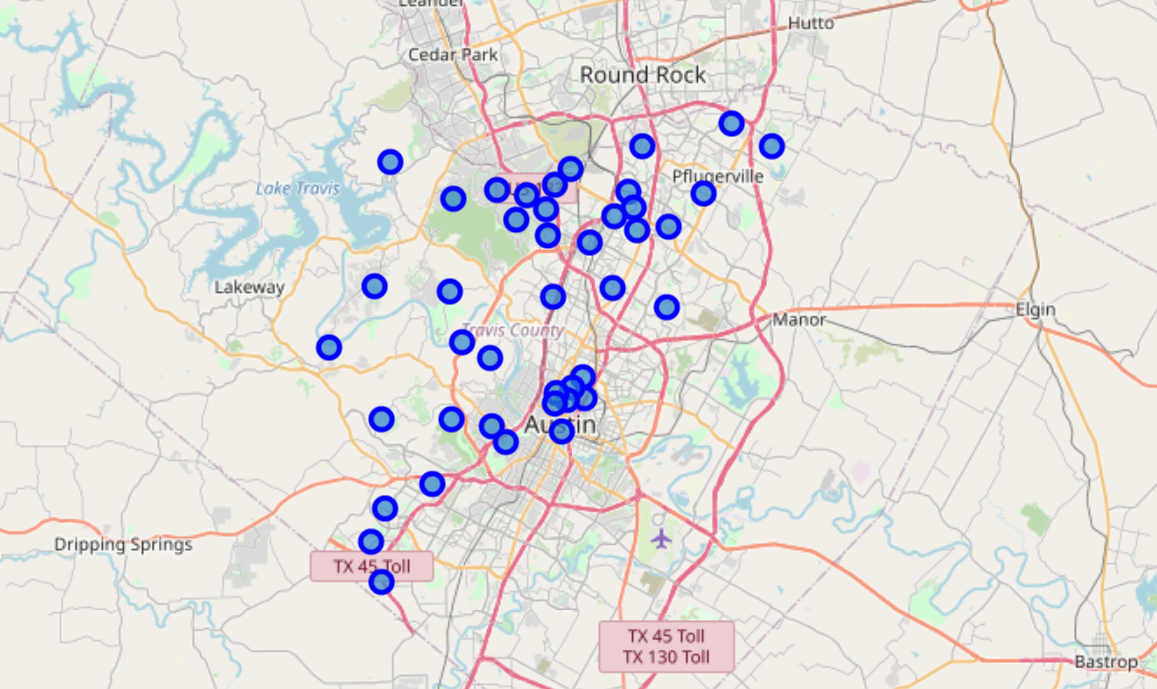 Leander
Hutto
Cedar Park
Round Rock
Pflugerville
Lake Travis
Lakeway
Elgin
Manor
Travis County
Austin
Dripping Springs
TX 45 Toll
TX 45 Toll
TX 130 Toll
Bastrop